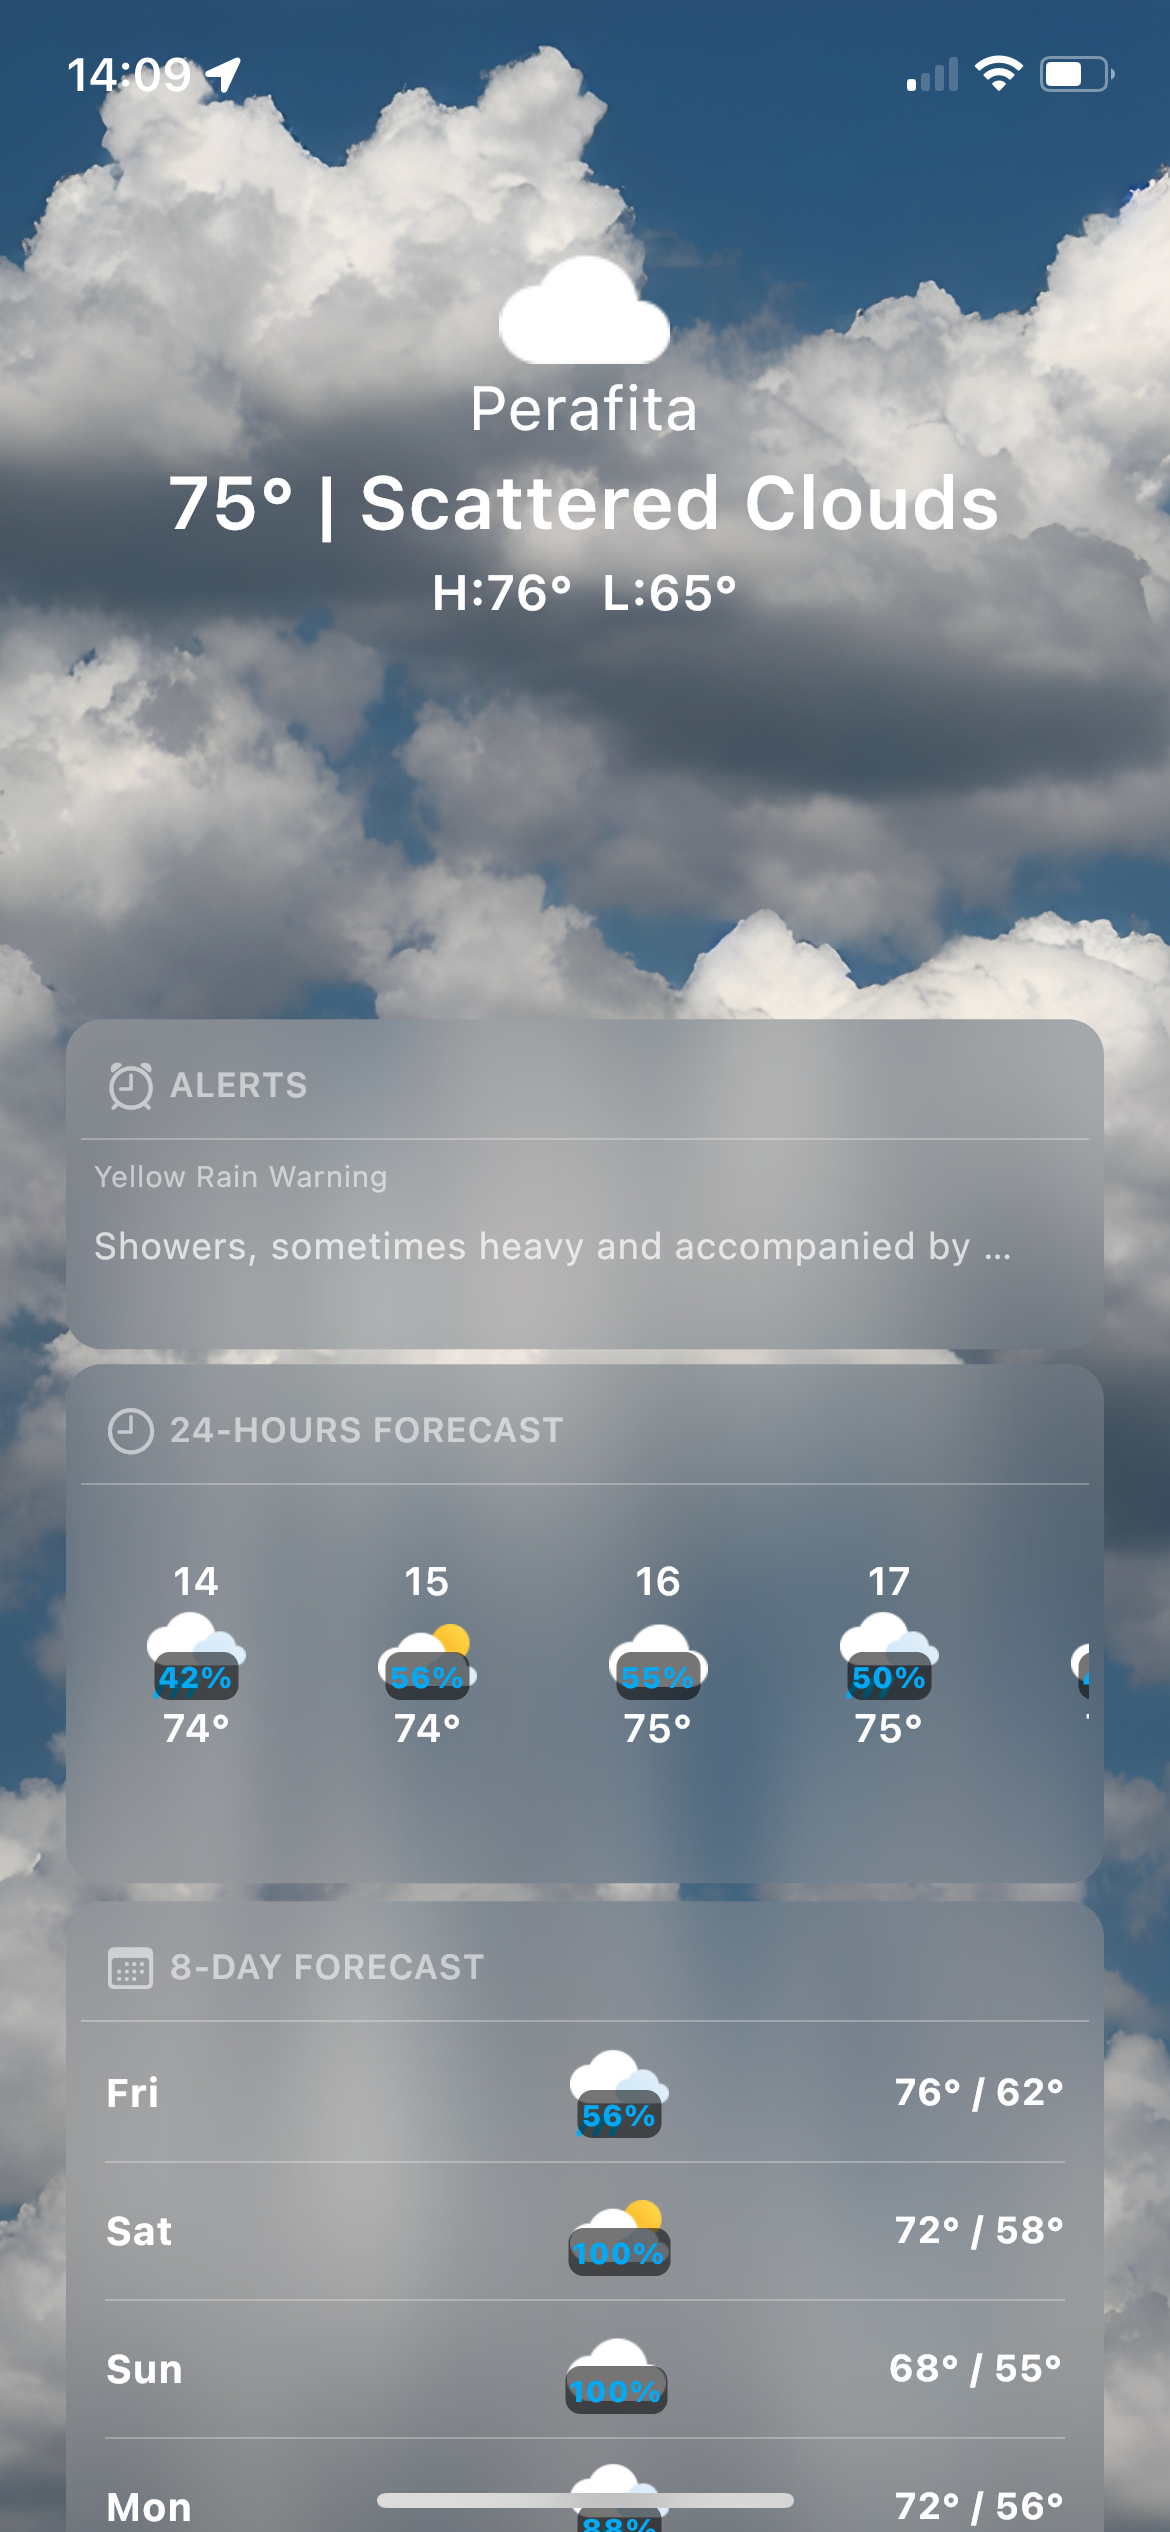 14:09
Perafita
75° | Scattered Clouds
H:76° L:65°
ALERTS
Yellow Rain Warning
Showers, sometimes heavy and accompanied by ...
24-HOURS FORECAST
14 15 16 17
42% 56% 55% 50%
74° 74° 75° 75°
8-DAY FORECAST
Fri 56% 76° / 62°
Sat 100% 72° / 58°
Sun 100% 68° / 55°
Mon 88% 72° / 56°